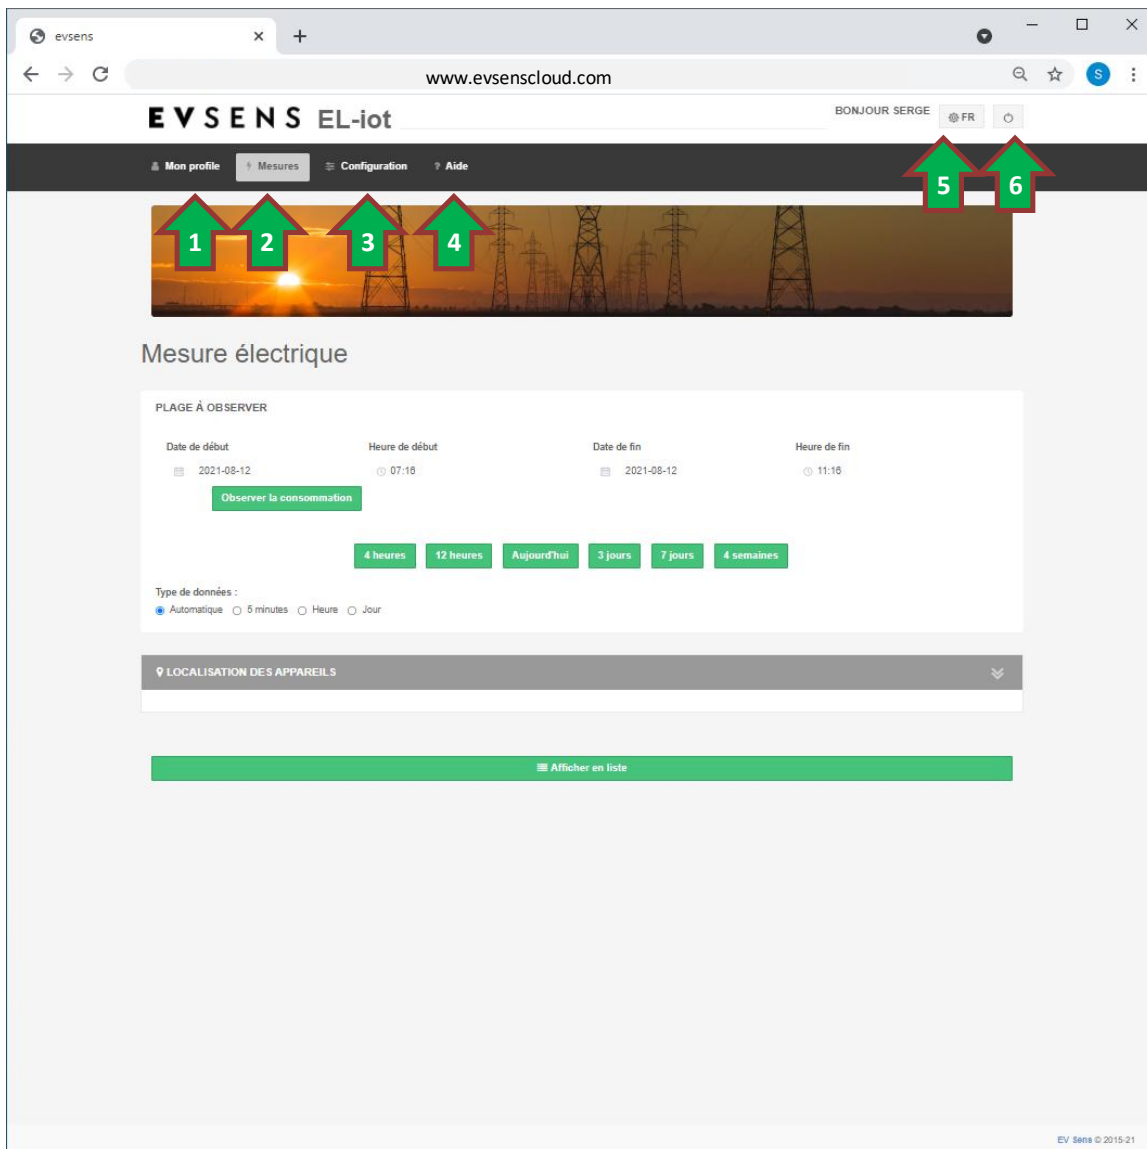 evsens
www.evsenscloud.com
EVSENS EL-iot
BONJOUR SERGE
FR
S
Mon profile Mesures Configuration ? Aide
5 6
1 2 3 4
Mesure électrique
PLAGE À OBSERVER
Date de début Heure de début Date de fin Heure de fin
2021-08-12 07:16 2021-08-12 11:16
Observer la consommation
4 heures 12 heures Aujourd'hui 3 jours 7 jours 4 semaines
Type de données :
Automatique 5 minutes Heure Jour
LOCALISATION DES APPAREILS
Afficher en liste
EV Sens © 2015-21